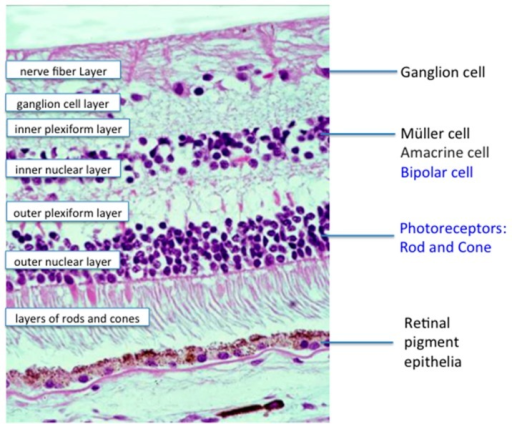 nerve fiber Layer
Ganglion cell
ganglion cell layer
inner plexiform layer
Müller cell
Amacrine cell
Bipolar cell
inner nuclear layer
outer plexiform layer
Photoreceptors:
Rod and Cone
outer nuclear layer
layers of rods and cones
Retinal
pigment
epithelia